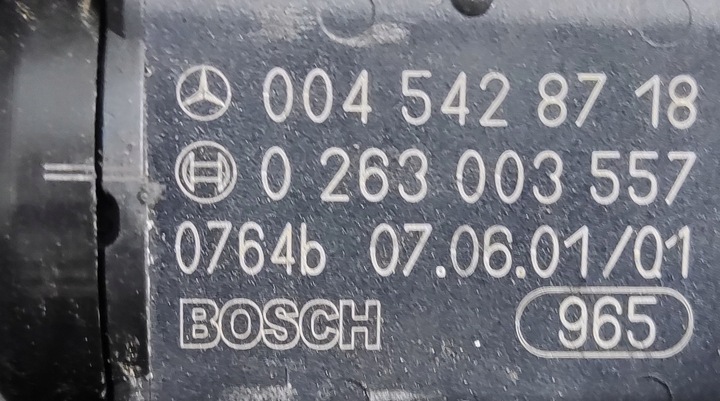 004 542 87 18
0 263 003 557
0764b 07.06.01/01
BOSCH 965